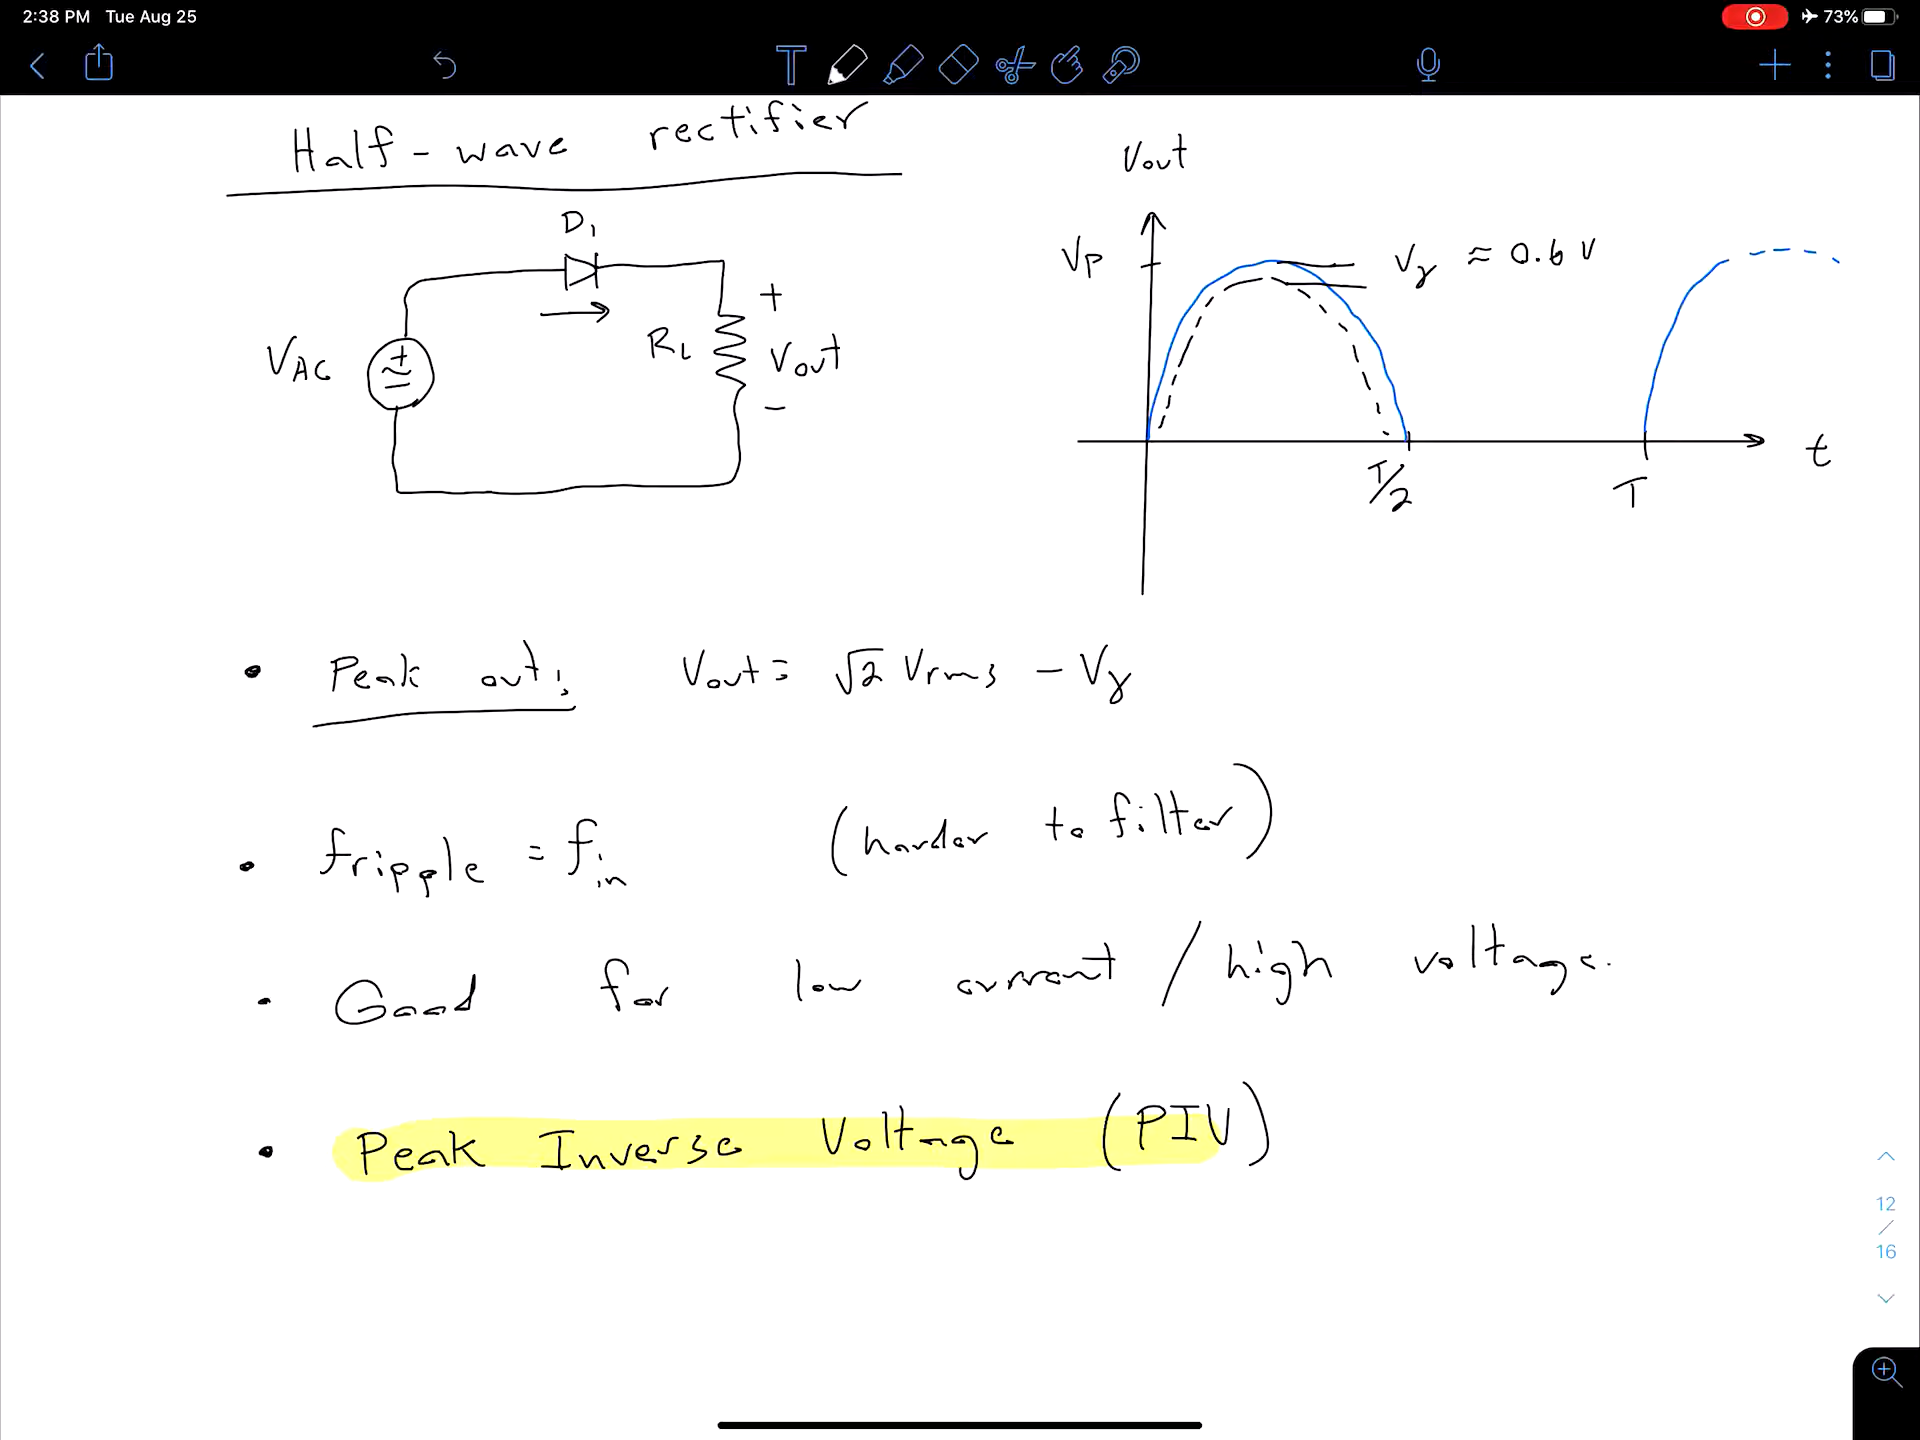 2:38 PM Tue Aug 25
73%
Half-wave rectifier
D1
VAC
RL
+
Vout
−
Vout
VP
Vγ ≈ 0.6 V
t
T/2
T
• Peak out: Vout = √2 Vrms − Vγ
• fripple = fin (harder to filter)
• Good for low current / high voltage.
• Peak Inverse Voltage (PIV)
12
/
16